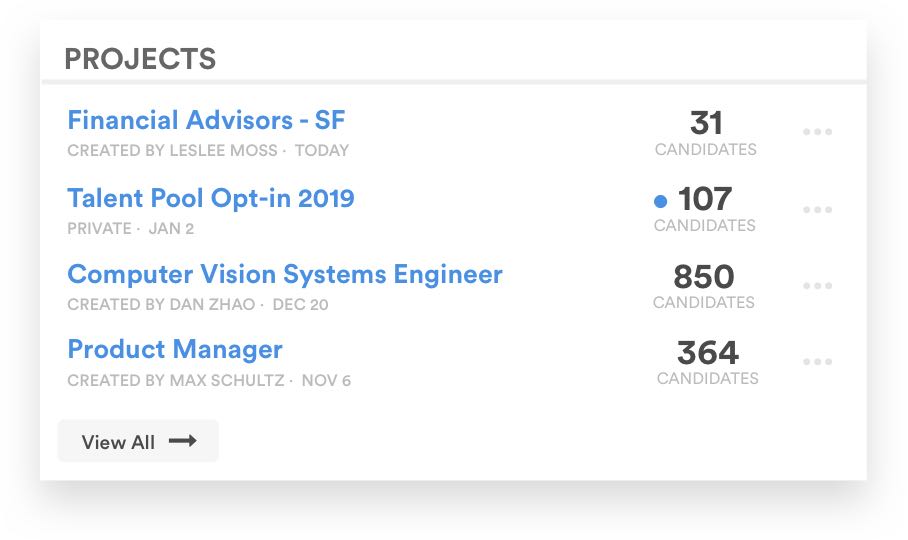 PROJECTS
Financial Advisors - SF
31
CREATED BY LESLEE MOSS · TODAY
CANDIDATES
Talent Pool Opt-in 2019
107
PRIVATE · JAN 2
CANDIDATES
Computer Vision Systems Engineer
850
CREATED BY DAN ZHAO · DEC 20
CANDIDATES
Product Manager
364
CREATED BY MAX SCHULTZ · NOV 6
CANDIDATES
View All